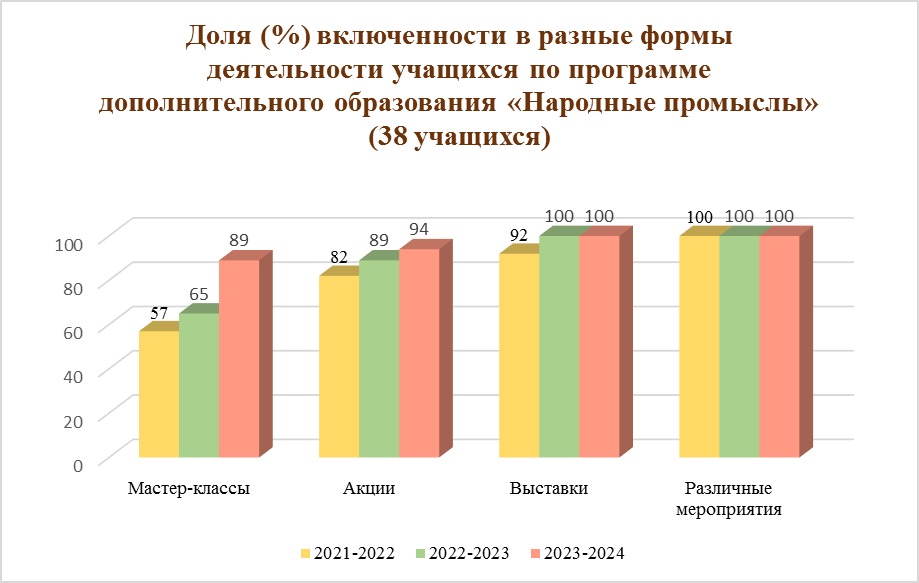 Доля (%) включенности в разные формы
деятельности учащихся по программе
дополнительного образования «Народные промыслы»
(38 учащихся)
100
80
60
40
20
0
57
65
89
82
89
94
92
100
100
100
100
100
Мастер-классы
Акции
Выставки
Различные
мероприятия
2021-2022
2022-2023
2023-2024